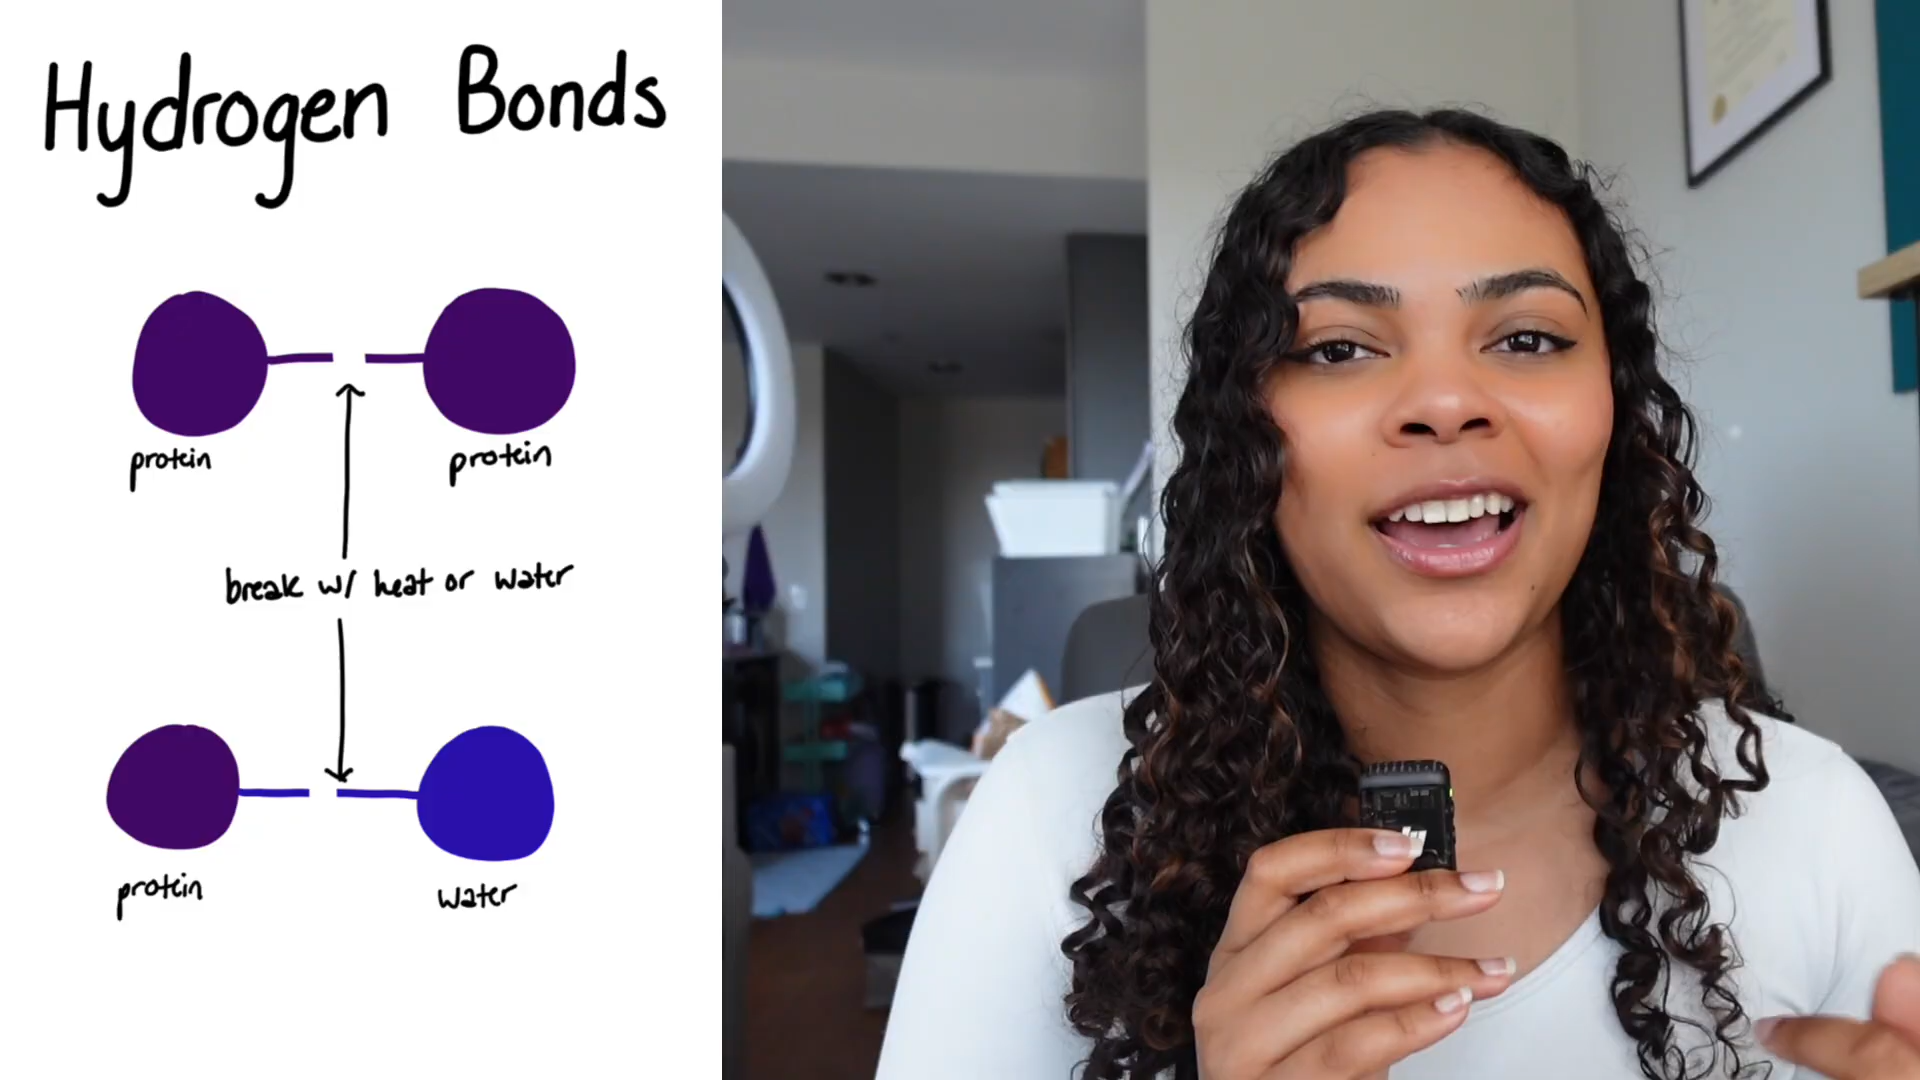 Hydrogen Bonds
protein protein
break w/ heat or water
protein water